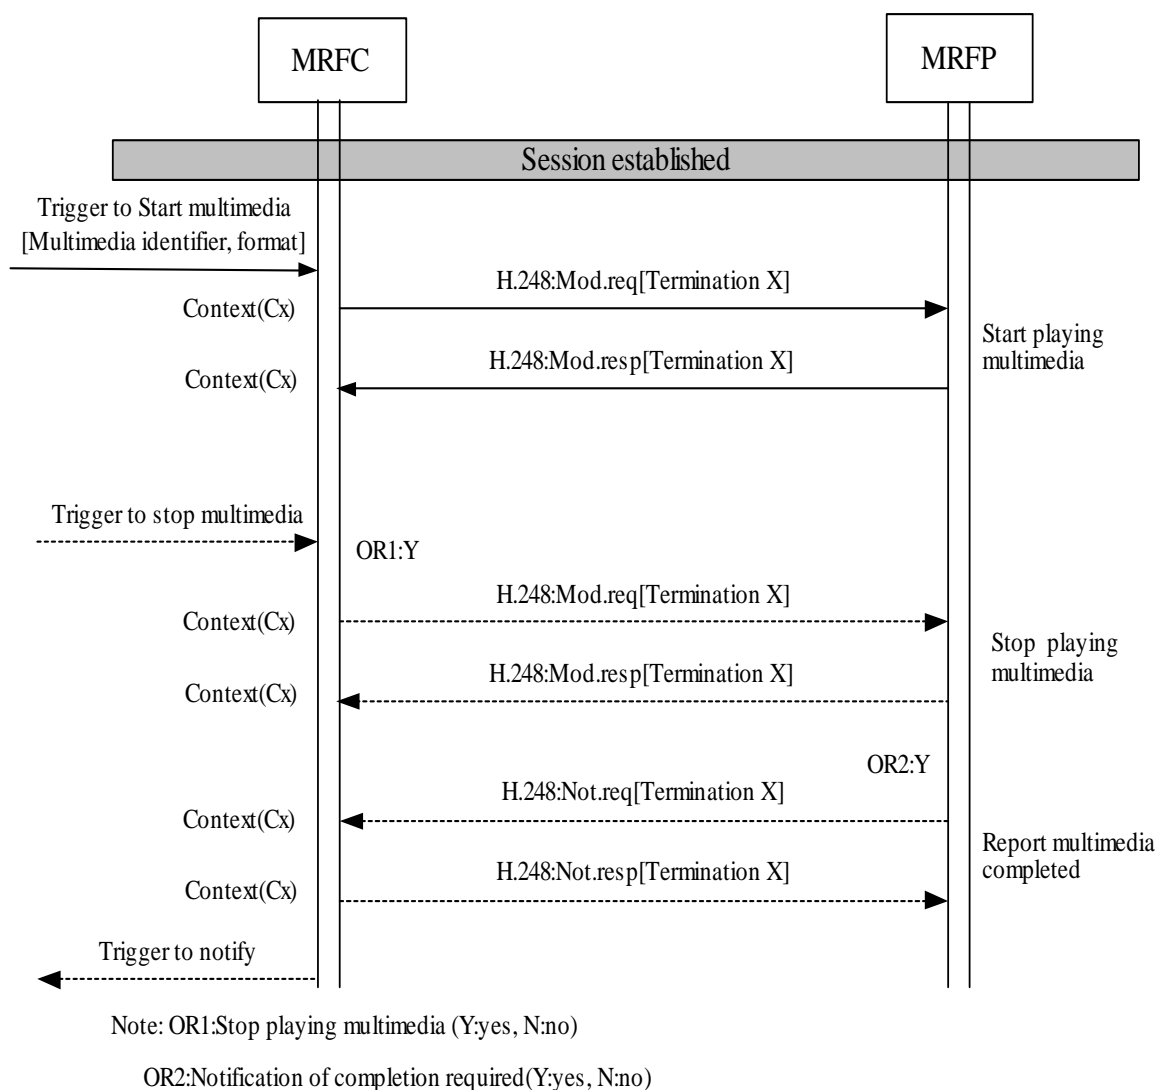 MRFC
MRFP
Session established
Trigger to Start multimedia
[Multimedia identifier, format]
H.248:Mod.req[Termination X]
Context(Cx)
Start playing
multimedia
H.248:Mod.resp[Termination X]
Context(Cx)
Trigger to stop multimedia
OR1:Y
H.248:Mod.req[Termination X]
Context(Cx)
Stop playing
multimedia
H.248:Mod.resp[Termination X]
Context(Cx)
OR2:Y
H.248:Not.req[Termination X]
Context(Cx)
Report multimedia
completed
H.248:Not.resp[Termination X]
Context(Cx)
Trigger to notify
Note: OR1:Stop playing multimedia (Y:yes, N:no)
OR2:Notification of completion required(Y:yes, N:no)